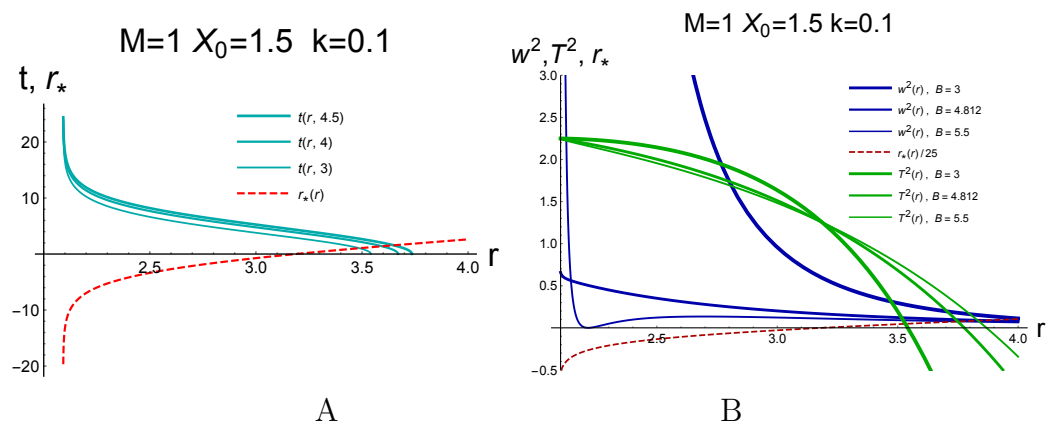 M=1 X₀=1.5 k=0.1
t, r*
t(r, 4.5)
t(r, 4)
t(r, 3)
r*(r)
20
10
-10
-20
2.5
3.0
3.5
4.0
r
A
M=1 X₀=1.5 k=0.1
w²,T², r*
w²(r) , B = 3
w²(r) , B = 4.812
w²(r) , B = 5.5
r*(r)/25
T²(r) , B = 3
T²(r) , B = 4.812
T²(r) , B = 5.5
3.0
2.5
2.0
1.5
1.0
0.5
-0.5
2.5
3.0
3.5
4.0
r
B